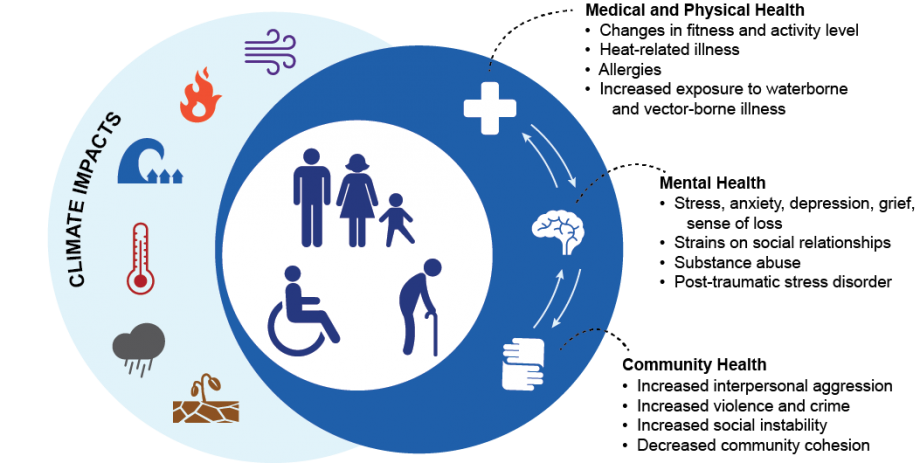 CLIMATE IMPACTS
Medical and Physical Health
• Changes in fitness and activity level
• Heat-related illness
• Allergies
• Increased exposure to waterborne
and vector-borne illness
Mental Health
• Stress, anxiety, depression, grief,
sense of loss
• Strains on social relationships
• Substance abuse
• Post-traumatic stress disorder
Community Health
• Increased interpersonal aggression
• Increased violence and crime
• Increased social instability
• Decreased community cohesion